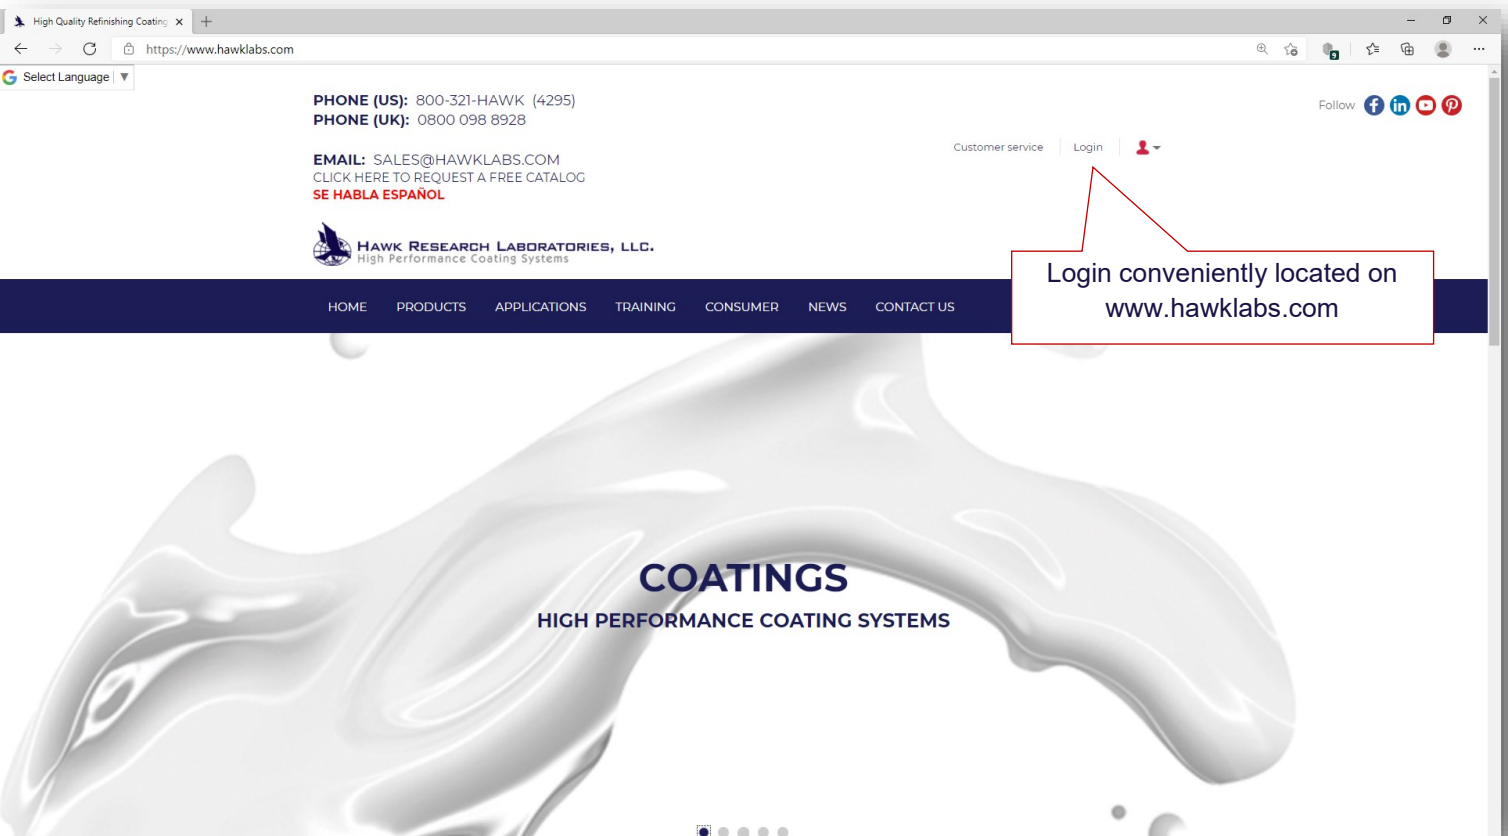 High Quality Refinishing Coating
https://www.hawklabs.com
9
Select Language
PHONE (US): 800-321-HAWK (4295)
PHONE (UK): 0800 098 8928
Follow
Customer service
Login
EMAIL: SALES@HAWKLABS.COM
CLICK HERE TO REQUEST A FREE CATALOG
SE HABLA ESPAÑOL
HAWK RESEARCH LABORATORIES, LLC.
High Performance Coating Systems
Login conveniently located on
www.hawklabs.com
HOME PRODUCTS APPLICATIONS TRAINING CONSUMER NEWS CONTACT US
COATINGS
HIGH PERFORMANCE COATING SYSTEMS